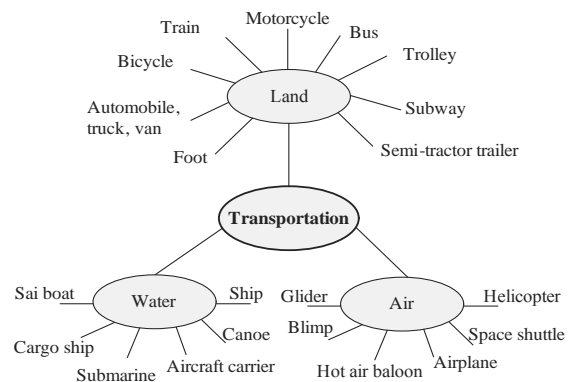 Motorcycle
Train
Bus
Trolley
Bicycle
Land
Automobile,
truck, van
Subway
Foot
Semi-tractor trailer
Transportation
Sai boat
Water
Ship
Cargo ship
Canoe
Submarine
Aircraft carrier
Glider
Air
Helicopter
Blimp
Space shuttle
Hot air baloon
Airplane